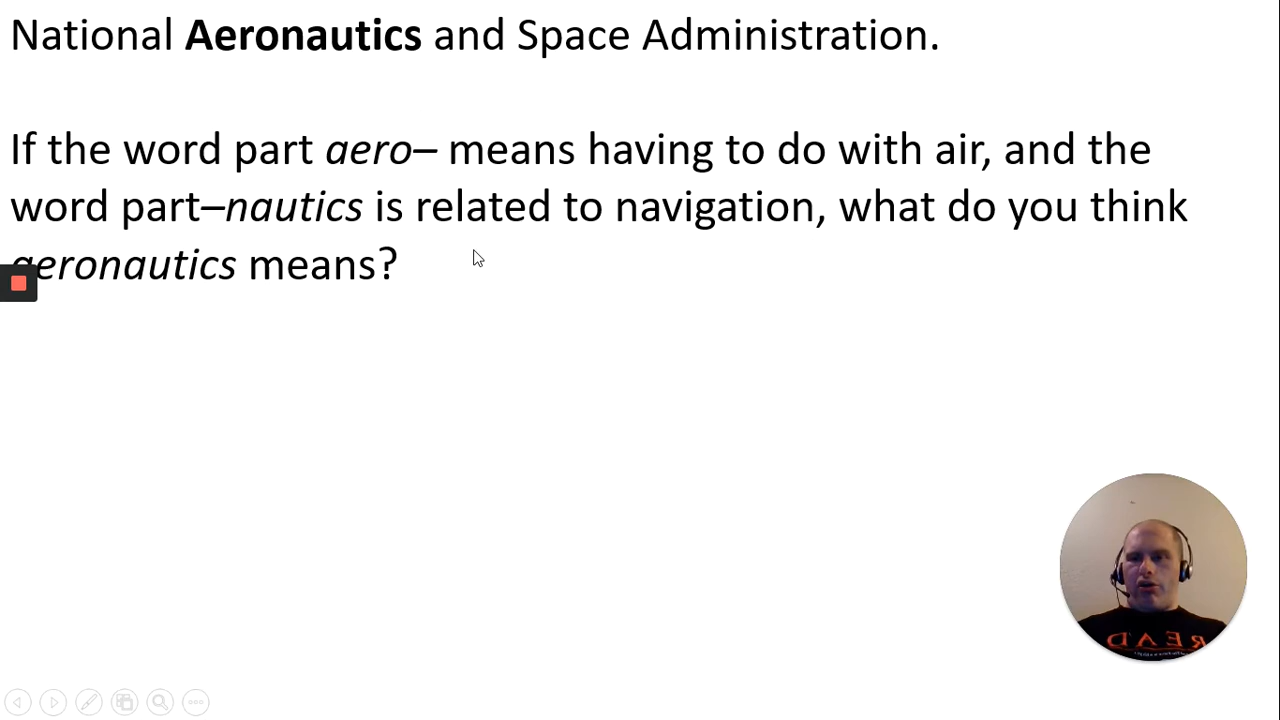 National Aeronautics and Space Administration.
If the word part aero– means having to do with air, and the
word part–nautics is related to navigation, what do you think
aeronautics means?
READ